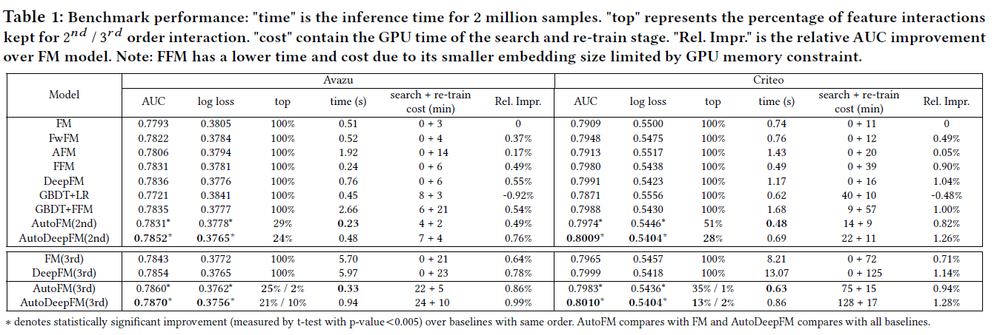 Table 1: Benchmark performance: "time" is the inference time for 2 million samples. "top" represents the percentage of feature interactions
kept for 2nd / 3rd order interaction. "cost" contain the GPU time of the search and re-train stage. "Rel. Impr." is the relative AUC improvement
over FM model. Note: FFM has a lower time and cost due to its smaller embedding size limited by GPU memory constraint.
Model Avazu Criteo
AUC log loss top time (s) search + re-train cost (min) Rel. Impr. AUC log loss top time (s) search + re-train cost (min) Rel. Impr.
FM 0.7793 0.3805 100% 0.51 0 + 3 0 0.7909 0.5500 100% 0.74 0 + 11 0
FwFM 0.7822 0.3784 100% 0.52 0 + 4 0.37% 0.7948 0.5475 100% 0.76 0 + 12 0.49%
AFM 0.7806 0.3794 100% 1.92 0 + 14 0.17% 0.7913 0.5517 100% 1.43 0 + 20 0.05%
FFM 0.7831 0.3781 100% 0.24 0 + 6 0.49% 0.7980 0.5438 100% 0.49 0 + 39 0.90%
DeepFM 0.7836 0.3776 100% 0.76 0 + 6 0.55% 0.7991 0.5423 100% 1.17 0 + 16 1.04%
GBDT+LR 0.7721 0.3841 100% 0.45 8 + 3 -0.92% 0.7871 0.5556 100% 0.62 40 + 10 -0.48%
GBDT+FFM 0.7835 0.3777 100% 2.66 6 + 21 0.54% 0.7988 0.5430 100% 1.68 9 + 57 1.00%
AutoFM(2nd) 0.7831* 0.3778* 29% 0.23 4 + 2 0.49% 0.7974* 0.5446* 51% 0.48 14 + 9 0.82%
AutoDeepFM(2nd) 0.7852* 0.3765* 24% 0.48 7 + 4 0.76% 0.8009* 0.5404* 28% 0.69 22 + 11 1.26%
FM(3rd) 0.7843 0.3772 100% 5.70 0 + 21 0.64% 0.7965 0.5457 100% 8.21 0 + 72 0.71%
DeepFM(3rd) 0.7854 0.3765 100% 5.97 0 + 23 0.78% 0.7999 0.5418 100% 13.07 0 + 125 1.14%
AutoFM(3rd) 0.7860* 0.3762* 25% / 2% 0.33 22 + 5 0.86% 0.7983* 0.5436* 35% / 1% 0.63 75 + 15 0.94%
AutoDeepFM(3rd) 0.7870* 0.3756* 21% / 10% 0.94 24 + 10 0.99% 0.8010* 0.5404* 13% / 2% 0.86 128 + 17 1.28%
* denotes statistically significant improvement (measured by t-test with p-value<0.005) over baselines with same order. AutoFM compares with FM and AutoDeepFM compares with all baselines.